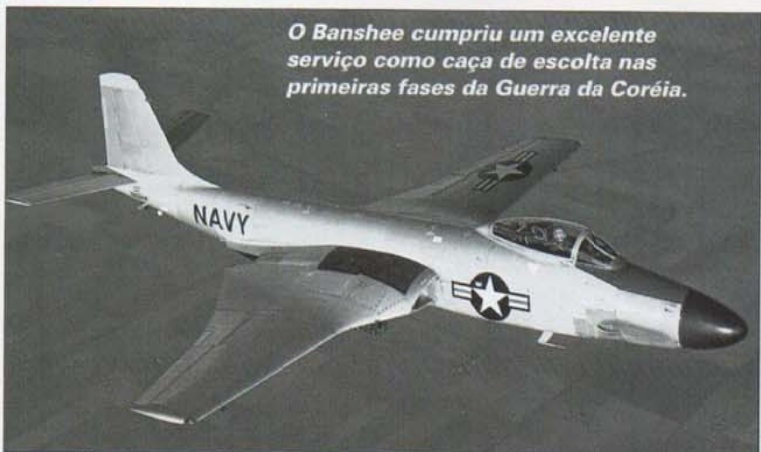 O Banshee cumpriu um excelente
serviço como caça de escolta nas
primeiras fases da Guerra da Coréia.
NAVY